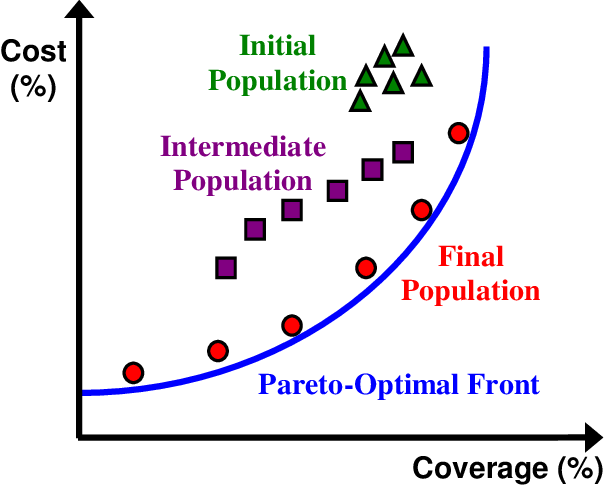 Cost
(%)
Initial
Population
Intermediate
Population
Final
Population
Pareto-Optimal Front
Coverage (%)